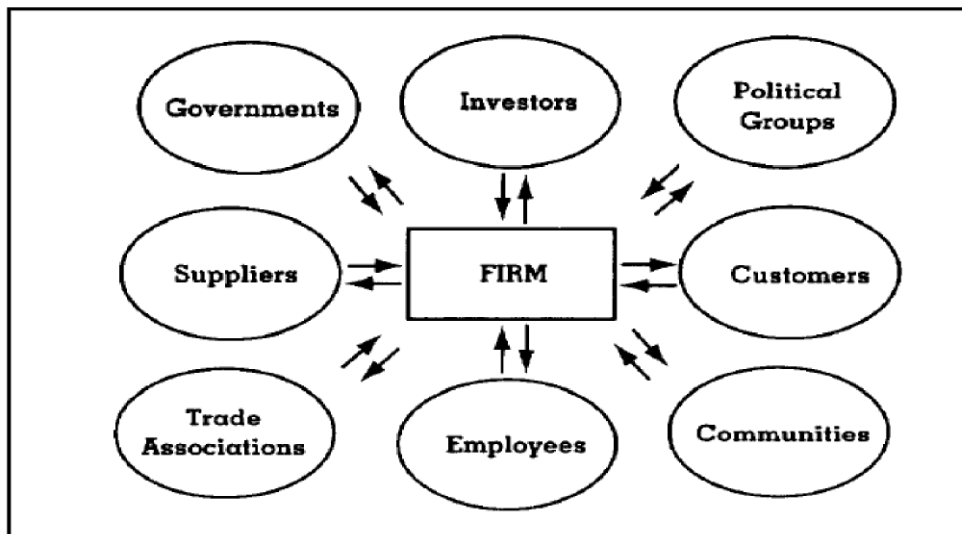 Governments
Investors
Political
Groups
Suppliers
FIRM
Customers
Trade
Associations
Employees
Communities